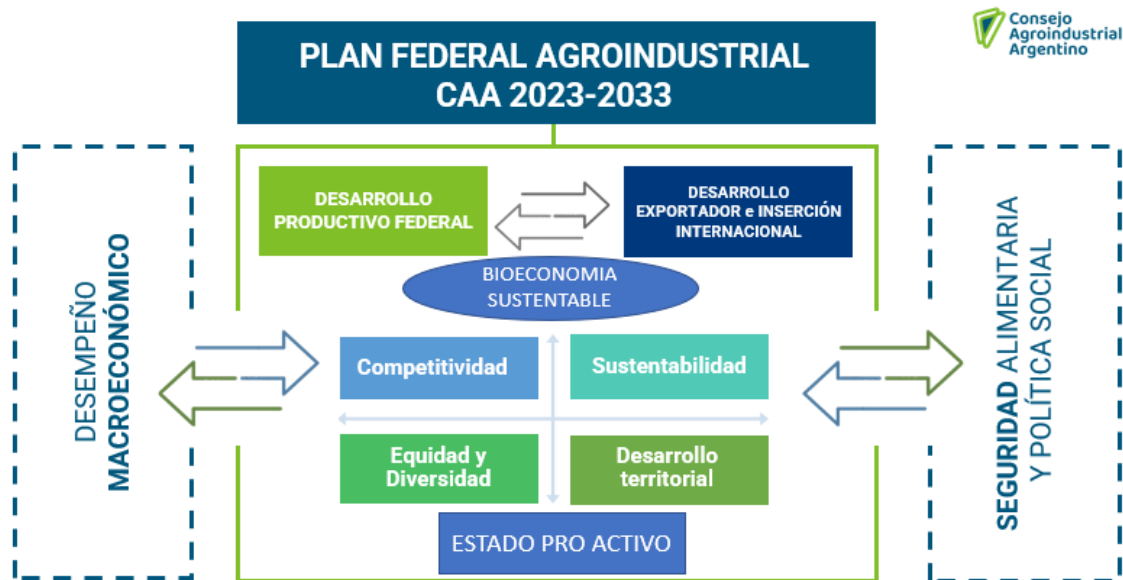 Consejo
Agroindustrial
Argentino
PLAN FEDERAL AGROINDUSTRIAL
CAA 2023-2033
DESEMPEÑO
MACROECONÓMICO
DESARROLLO
PRODUCTIVO FEDERAL
DESARROLLO
EXPORTADOR e INSERCIÓN
INTERNACIONAL
BIOECONOMIA
SUSTENTABLE
Competitividad
Sustentabilidad
Equidad y
Diversidad
Desarrollo
territorial
ESTADO PRO ACTIVO
SEGURIDAD ALIMENTARIA
Y POLÍTICA SOCIAL